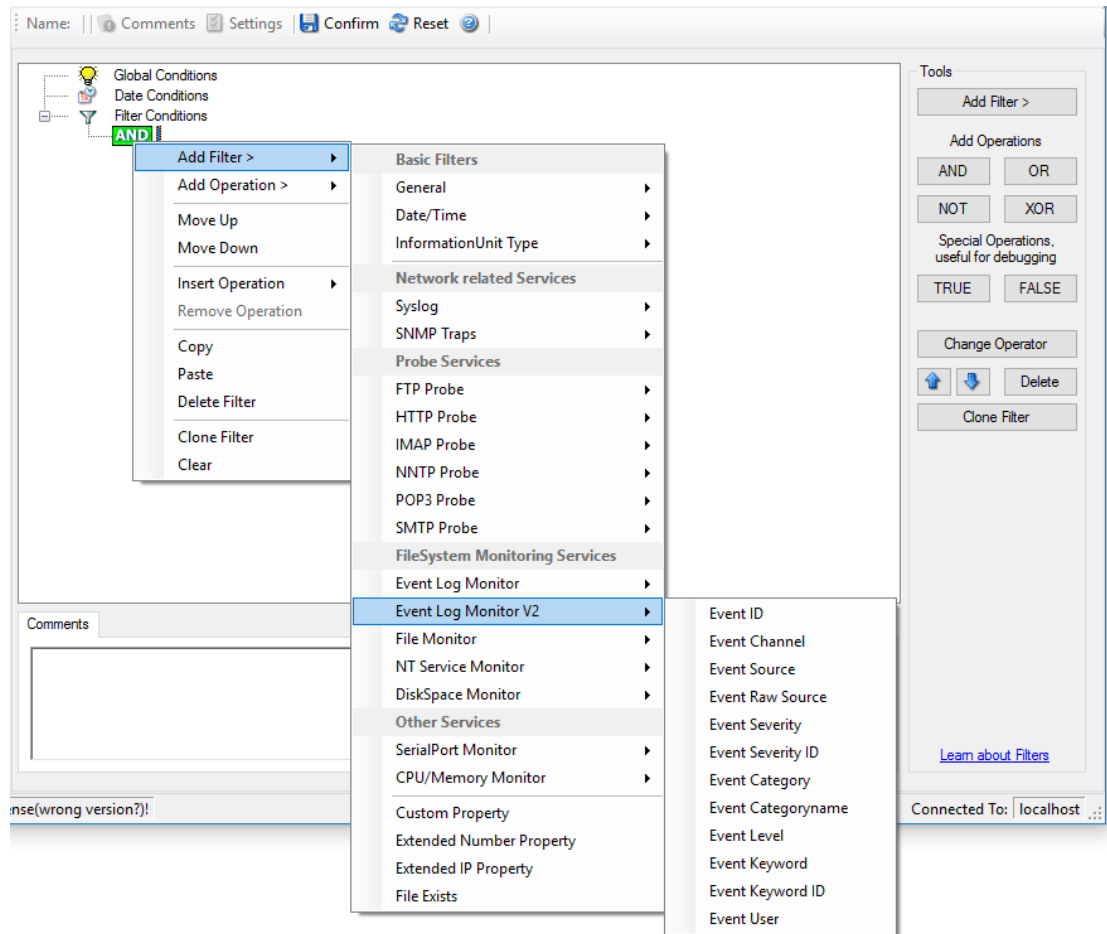 Name: Comments Settings Confirm Reset
Global Conditions
Date Conditions
Filter Conditions
AND
Add Filter >
Add Operation >
Move Up
Move Down
Insert Operation
Remove Operation
Copy
Paste
Delete Filter
Clone Filter
Clear
Basic Filters
General
Date/Time
InformationUnit Type
Network related Services
Syslog
SNMP Traps
Probe Services
FTP Probe
HTTP Probe
IMAP Probe
NNTP Probe
POP3 Probe
SMTP Probe
FileSystem Monitoring Services
Event Log Monitor
Event Log Monitor V2
File Monitor
NT Service Monitor
DiskSpace Monitor
Other Services
SerialPort Monitor
CPU/Memory Monitor
Custom Property
Extended Number Property
Extended IP Property
File Exists
Event ID
Event Channel
Event Source
Event Raw Source
Event Severity
Event Severity ID
Event Category
Event Categoryname
Event Level
Event Keyword
Event Keyword ID
Event User
Tools
Add Filter >
Add Operations
AND OR
NOT XOR
Special Operations,
useful for debugging
TRUE FALSE
Change Operator
Delete
Clone Filter
Learn about Filters
Comments
nse(wrong version?)!
Connected To: localhost